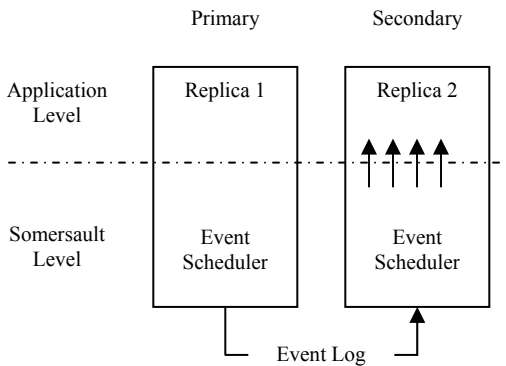 Primary
Secondary
Application
Level
Replica 1
Replica 2
Somersault
Level
Event
Scheduler
Event
Scheduler
Event Log